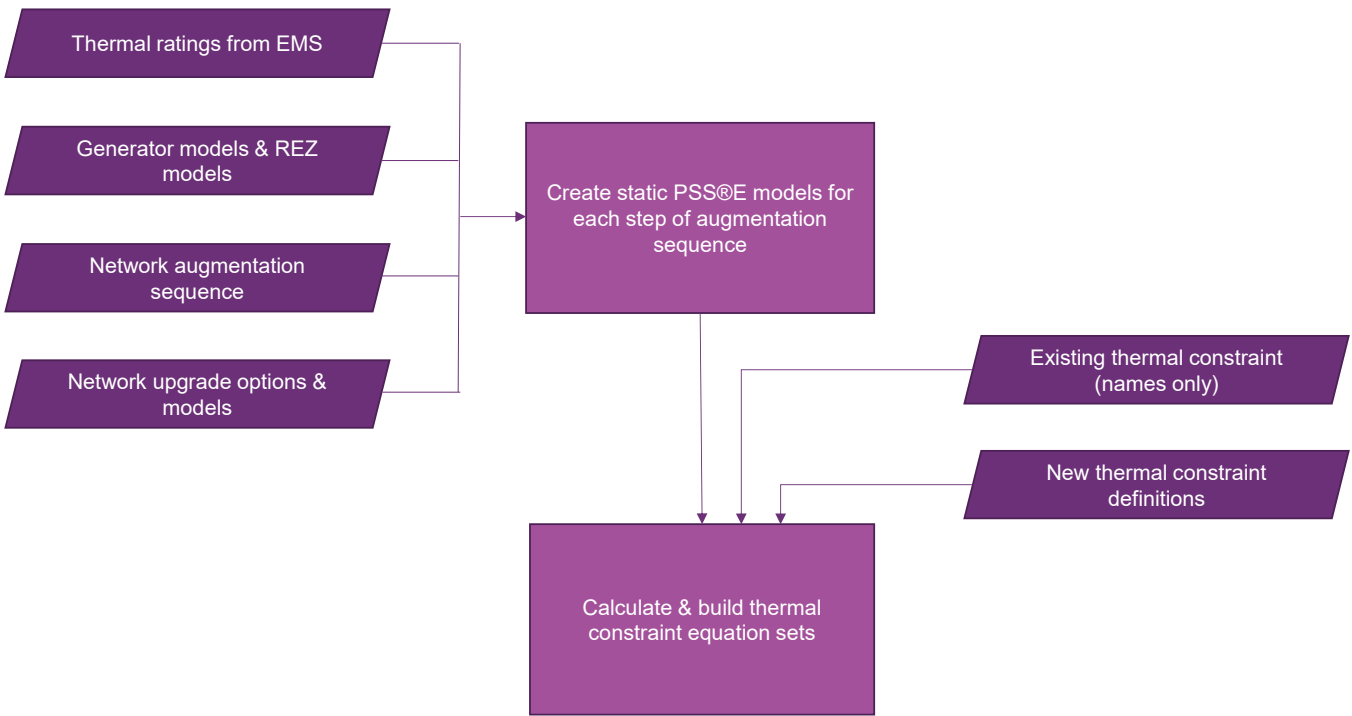 Thermal ratings from EMS
Generator models & REZ
models
Network augmentation
sequence
Network upgrade options &
models
Create static PSS®E models for
each step of augmentation
sequence
Existing thermal constraint
(names only)
New thermal constraint
definitions
Calculate & build thermal
constraint equation sets